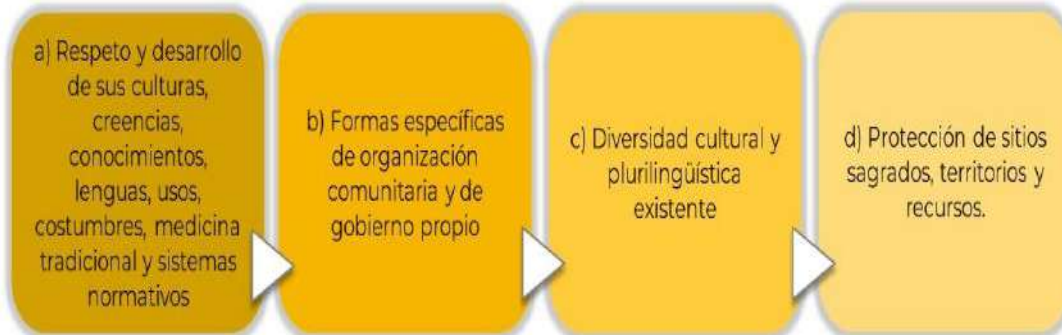 a) Respeto y desarrollo
de sus culturas,
creencias,
conocimientos,
lenguas, usos,
costumbres, medicina
tradicional y sistemas
normativos
b) Formas específicas
de organización
comunitaria y de
gobierno propio
c) Diversidad cultural y
plurilingüística
existente
d) Protección de sitios
sagrados, territorios y
recursos.